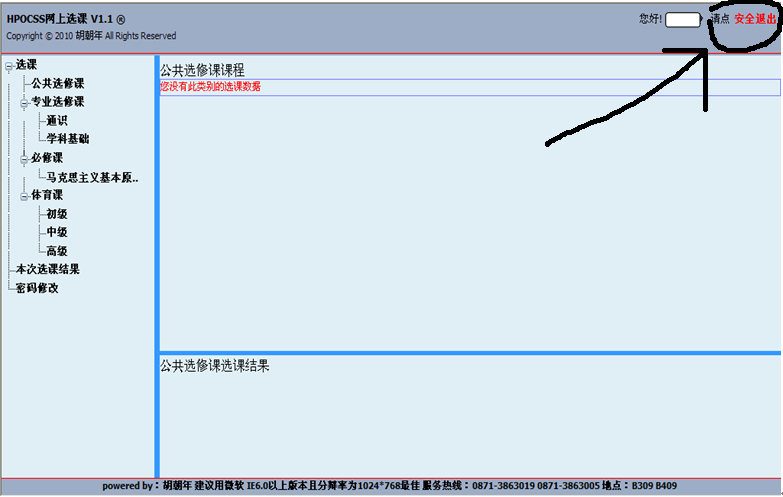 HPOCSS网上选课 V1.1 ®
您好! 请点 安全退出
Copyright © 2010 胡朝年 All Rights Reserved
选课
公共选修课
专业选修课
通识
学科基础
必修课
马克思主义基本原..
体育课
初级
中级
高级
本次选课结果
密码修改
公共选修课课程
您没有此类别的选课数据
公共选修课选课结果
powered by：胡朝年 建议用微软 IE6.0以上版本且分辩率为1024*768最佳 服务热线：0871-3863019 0871-3863005 地点：B309 B409